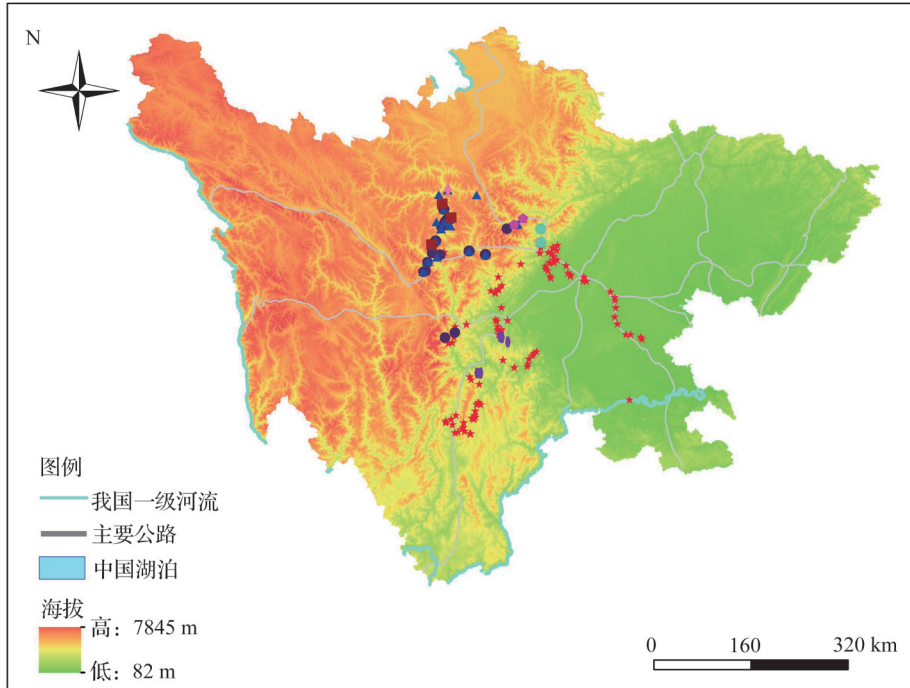 N
图例
我国一级河流
主要公路
中国湖泊
海拔
高：7845 m
低：82 m
0 160 320 km